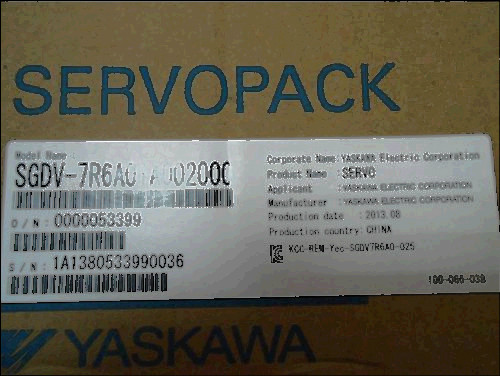 SERVOPACK
Model Name
SGDV-7R6A01A002000
O/N: 0000053399
S/N: 1A1380533990036
Corporate Name: YASKAWA Electric Corporation
Product Name : SERVO
Applicant : YASKAWA ELECTRIC CORPORATION
Manufacturer : YASKAWA ELECTRIC CORPORATION
Production date : 2013.08
Production country: CHINA
KCC-REM-Yec-SGDV7R6A0-025
100-066-038
YASKAWA